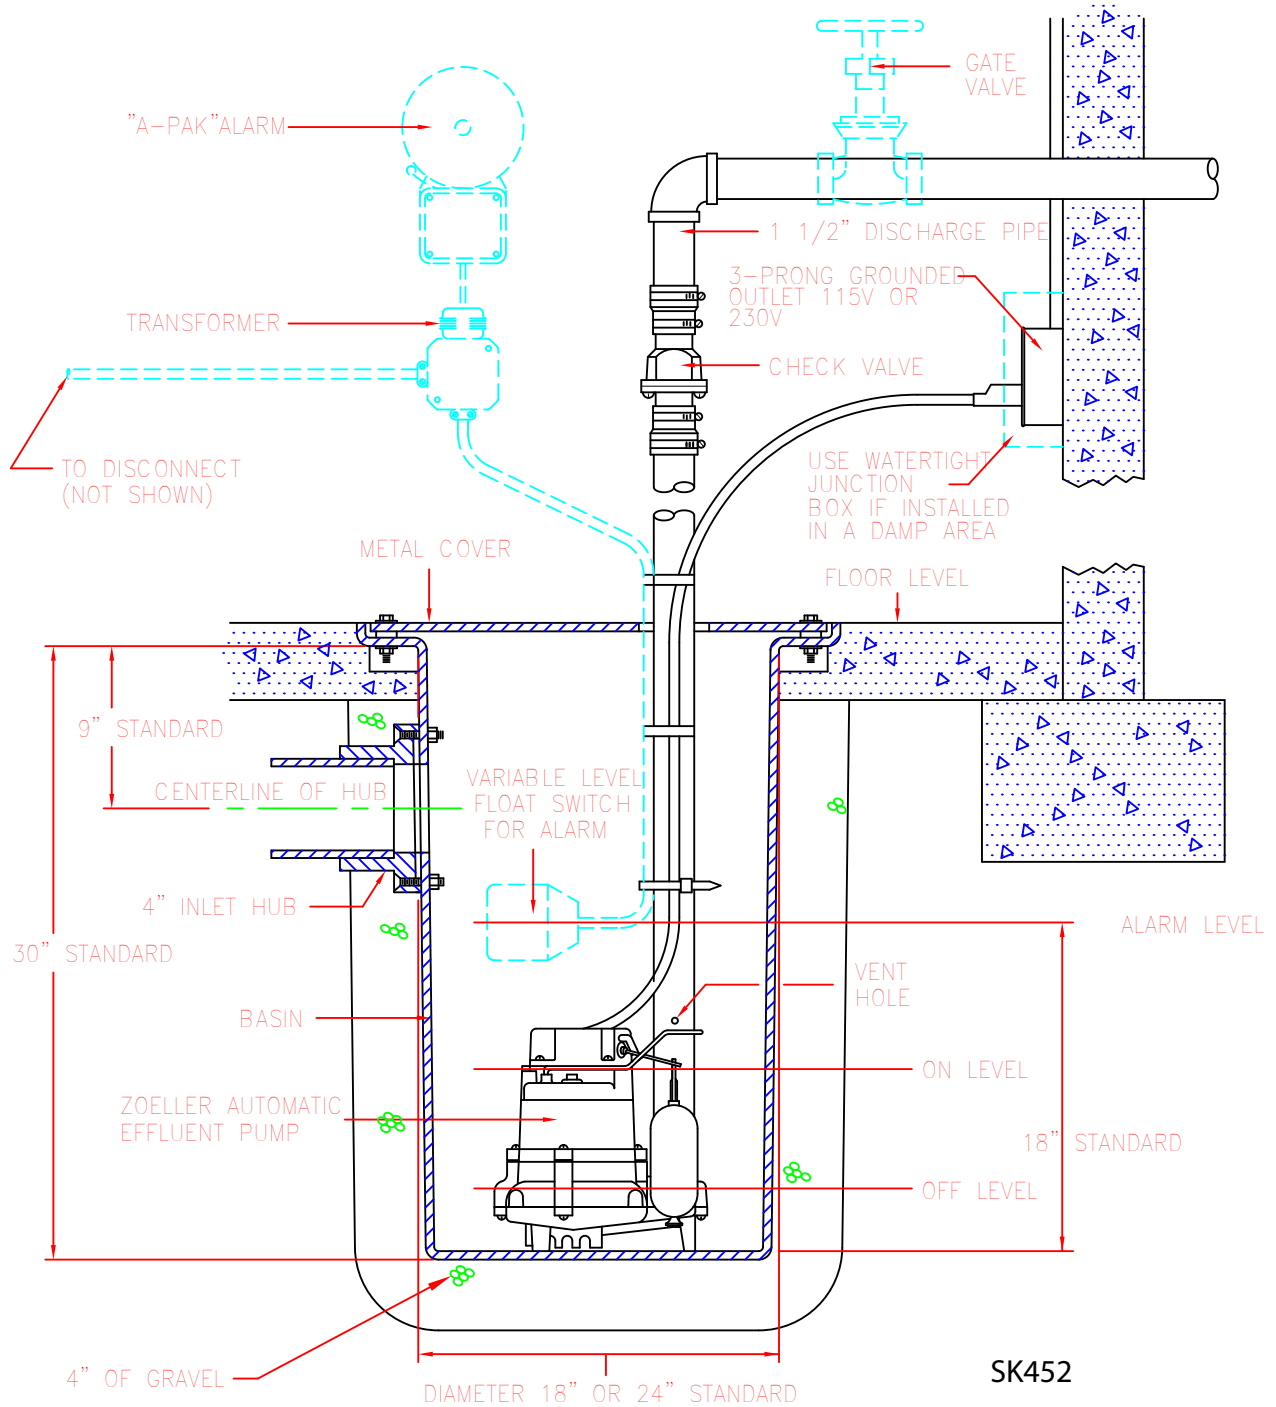 GATE
VALVE
"A-PAK"ALARM
1 1/2" DISCHARGE PIPE
3-PRONG GROUNDED
OUTLET 115V OR
230V
TRANSFORMER
CHECK VALVE
TO DISCONNECT
(NOT SHOWN)
USE WATERTIGHT
JUNCTION
BOX IF INSTALLED
IN A DAMP AREA
METAL COVER
FLOOR LEVEL
9" STANDARD
CENTERLINE OF HUB
VARIABLE LEVEL
FLOAT SWITCH
FOR ALARM
4" INLET HUB
ALARM LEVEL
30" STANDARD
VENT
HOLE
BASIN
ON LEVEL
ZOELLER AUTOMATIC
EFFLUENT PUMP
18" STANDARD
OFF LEVEL
4" OF GRAVEL
DIAMETER 18" OR 24" STANDARD
SK452